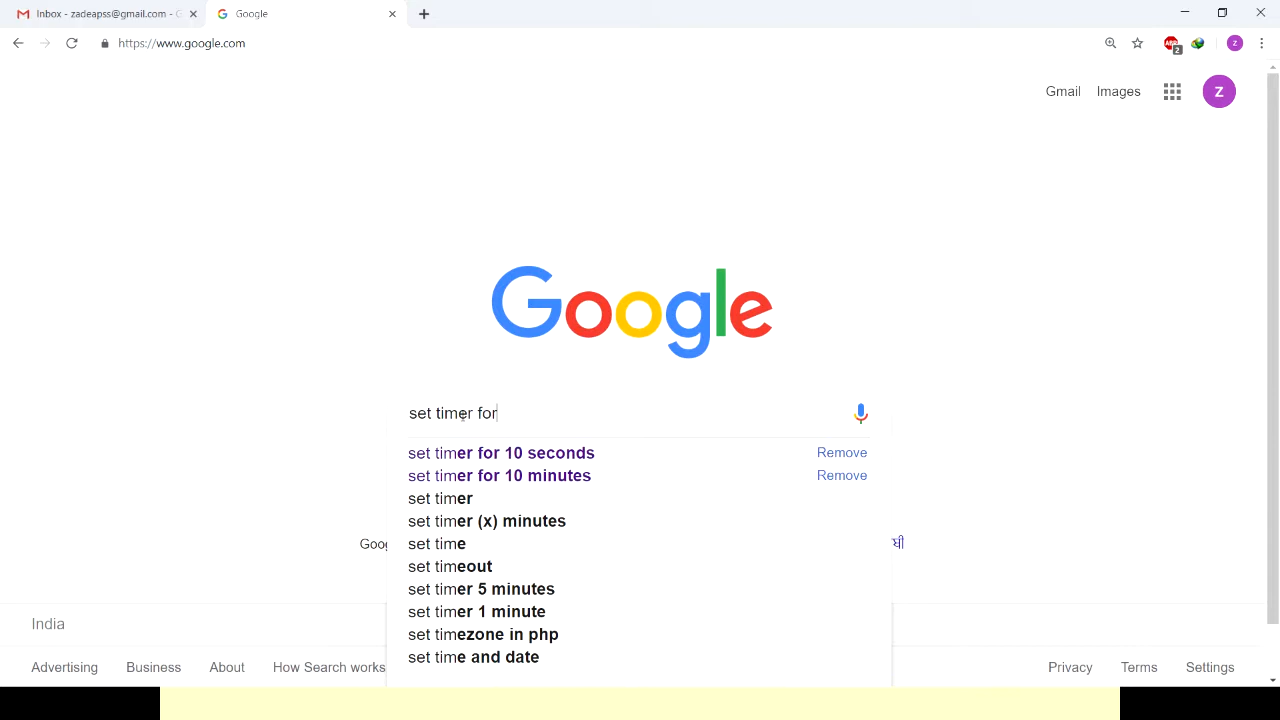 Inbox - zadeapss@gmail.com - G
Google
https://www.google.com
ABP
2
z
Gmail Images
Z
Google
set timer for
set timer for 10 seconds Remove
set timer for 10 minutes Remove
set timer
set timer (x) minutes
set time
set timeout
set timer 5 minutes
set timer 1 minute
set timezone in php
set time and date
India
Advertising Business About How Search works
Privacy Terms Settings